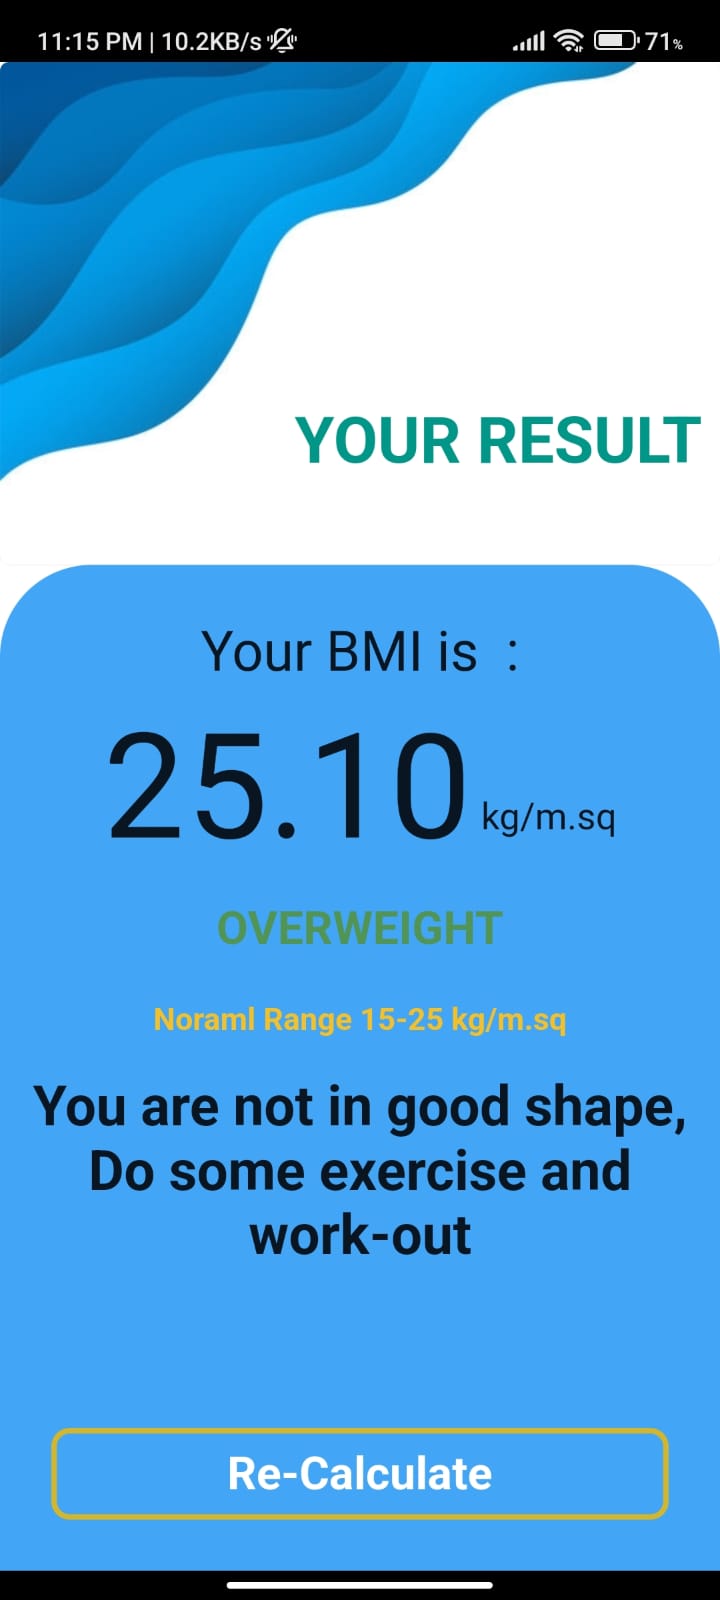 11:15 PM | 10.2KB/s 71%
YOUR RESULT
Your BMI is :
25.10 kg/m.sq
OVERWEIGHT
Noraml Range 15-25 kg/m.sq
You are not in good shape,
Do some exercise and
work-out
Re-Calculate